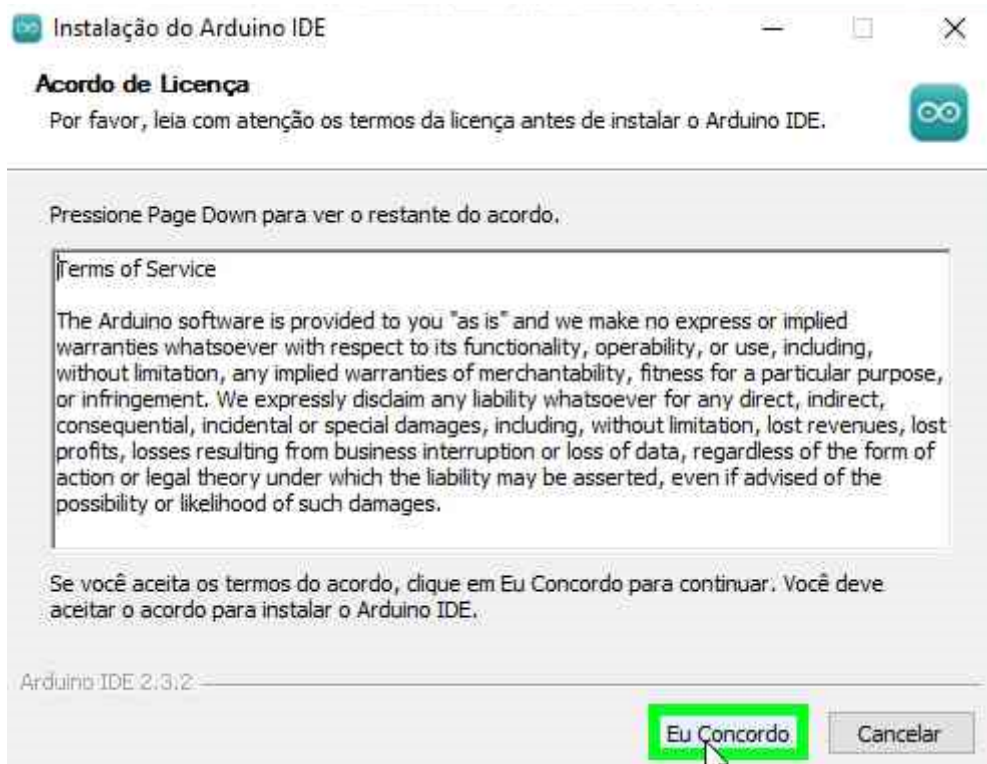 Instalação do Arduino IDE
Acordo de Licença
Por favor, leia com atenção os termos da licença antes de instalar o Arduino IDE.
Pressione Page Down para ver o restante do acordo.
Terms of Service
The Arduino software is provided to you "as is" and we make no express or implied
warranties whatsoever with respect to its functionality, operability, or use, including,
without limitation, any implied warranties of merchantability, fitness for a particular purpose,
or infringement. We expressly disclaim any liability whatsoever for any direct, indirect,
consequential, incidental or special damages, including, without limitation, lost revenues, lost
profits, losses resulting from business interruption or loss of data, regardless of the form of
action or legal theory under which the liability may be asserted, even if advised of the
possibility or likelihood of such damages.
Se você aceita os termos do acordo, clique em Eu Concordo para continuar. Você deve
aceitar o acordo para instalar o Arduino IDE.
Arduino IDE 2.3.2
Eu Concordo
Cancelar